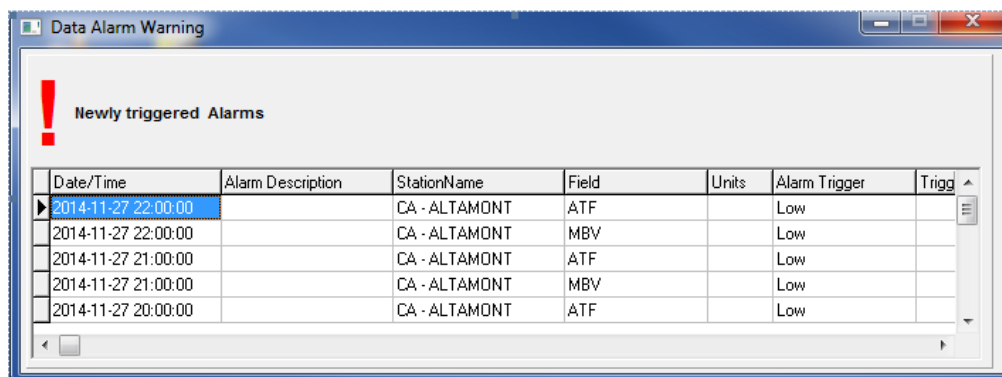 Data Alarm Warning
! Newly triggered Alarms
Date/Time Alarm Description StationName Field Units Alarm Trigger Trigg
2014-11-27 22:00:00 CA - ALTAMONT ATF Low
2014-11-27 22:00:00 CA - ALTAMONT MBV Low
2014-11-27 21:00:00 CA - ALTAMONT ATF Low
2014-11-27 21:00:00 CA - ALTAMONT MBV Low
2014-11-27 20:00:00 CA - ALTAMONT ATF Low